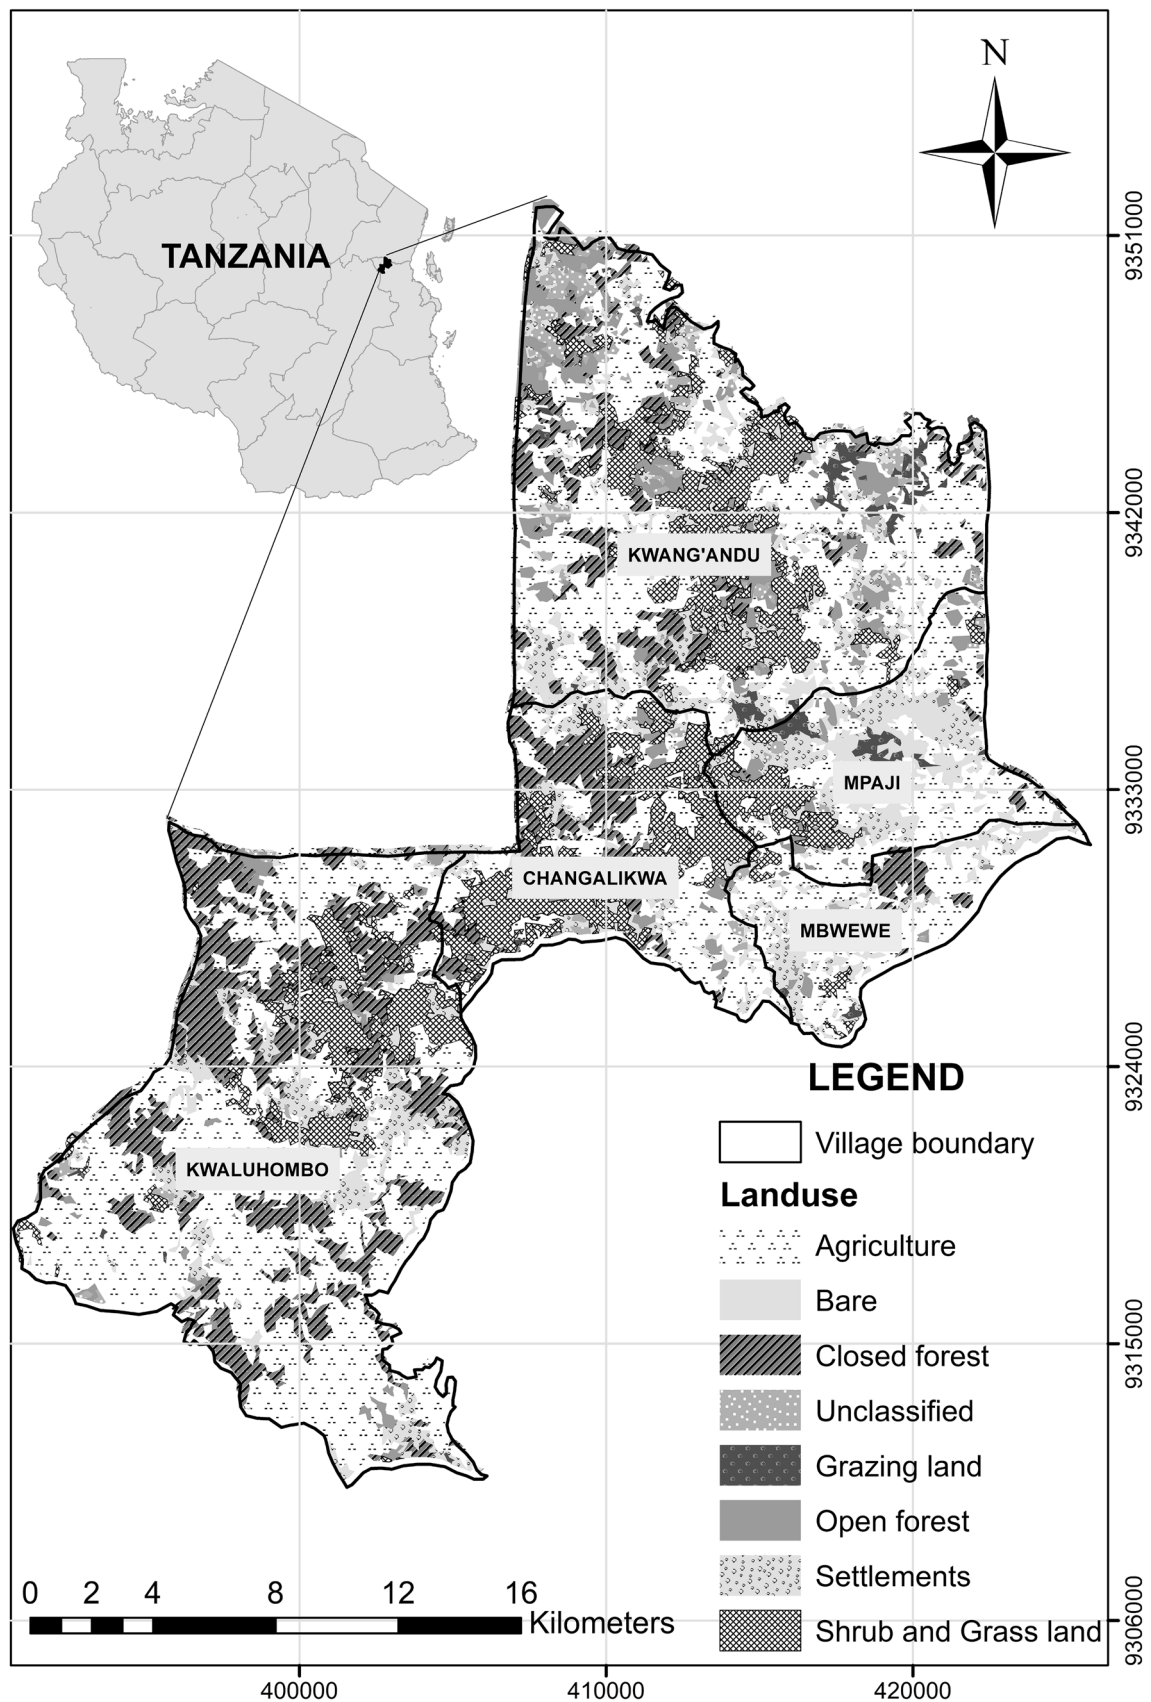 N
TANZANIA
9351000
9342000
KWANG'ANDU
MPAJI
9333000
CHANGALIKWA
MBWEWE
9324000
KWALUHOMBO
LEGEND
Village boundary
Landuse
Agriculture
Bare
Closed forest
Unclassified
Grazing land
Open forest
Settlements
Shrub and Grass land
9315000
9306000
0 2 4 8 12 16
Kilometers
400000 410000 420000